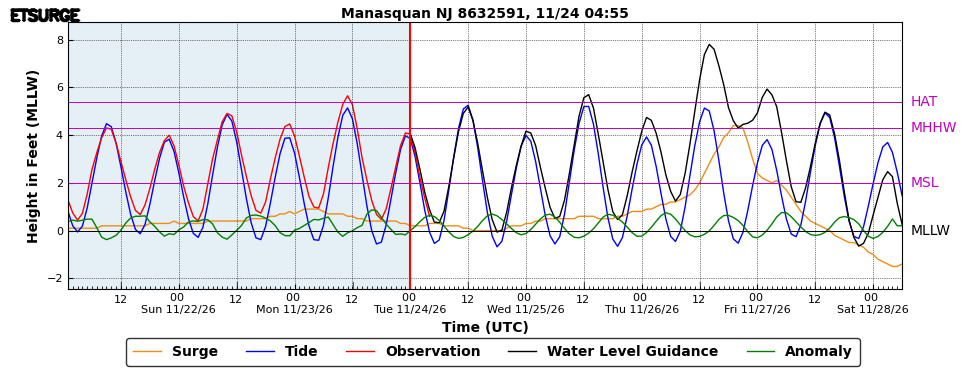 ETSURGE
Manasquan NJ 8632591, 11/24 04:55
Height in Feet (MLLW)
8
6
4
2
0
−2
HAT
MHHW
MSL
MLLW
12 00 12 00 12 00 12 00 12 00 12 00 12 00
Sun 11/22/26 Mon 11/23/26 Tue 11/24/26 Wed 11/25/26 Thu 11/26/26 Fri 11/27/26 Sat 11/28/26
Time (UTC)
Surge Tide Observation Water Level Guidance Anomaly